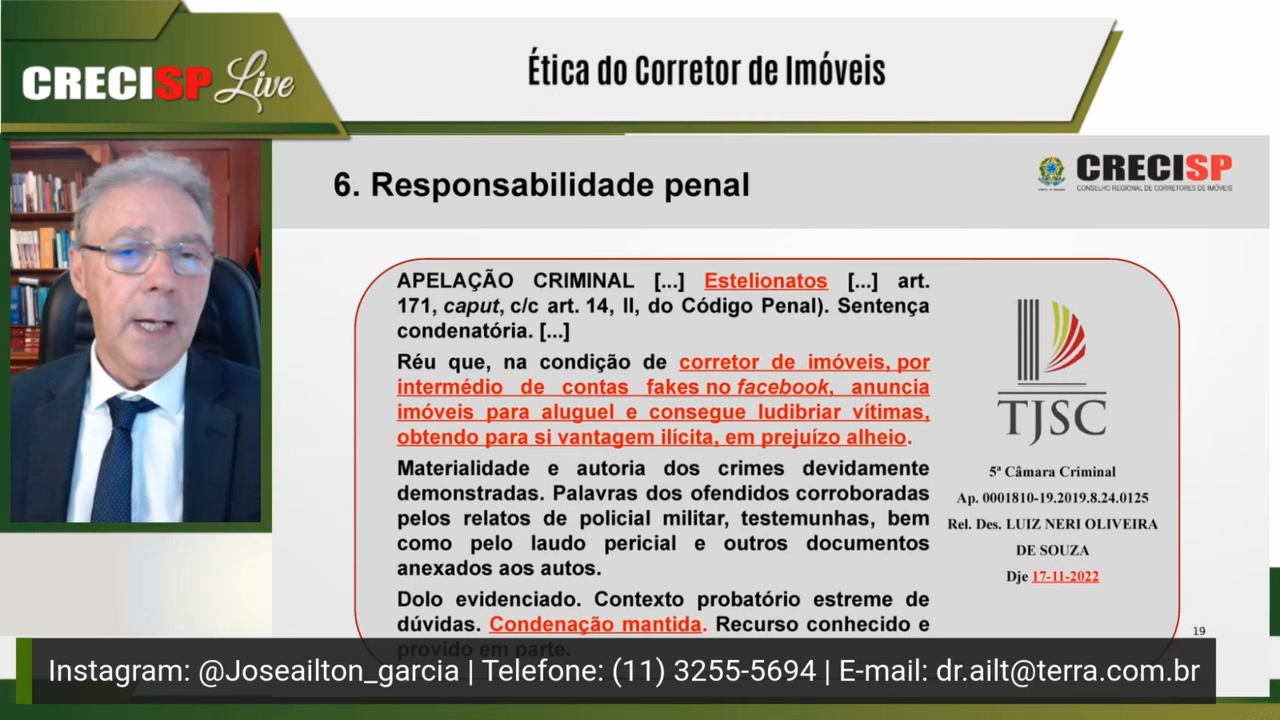 CRECISP Live
Ética do Corretor de Imóveis
6. Responsabilidade penal
CRECISP
CONSELHO REGIONAL DE CORRETORES DE IMÓVEIS
APELAÇÃO CRIMINAL [...] Estelionatos [...] art.
171, caput, c/c art. 14, II, do Código Penal). Sentença
condenatória. [...]
Réu que, na condição de corretor de imóveis, por
intermédio de contas fakes no facebook, anuncia
imóveis para aluguel e consegue ludibriar vítimas,
obtendo para si vantagem ilícita, em prejuízo alheio.
Materialidade e autoria dos crimes devidamente
demonstradas. Palavras dos ofendidos corroboradas
pelos relatos de policial militar, testemunhas, bem
como pelo laudo pericial e outros documentos
anexados aos autos.
Dolo evidenciado. Contexto probatório estreme de
dúvidas. Condenação mantida. Recurso conhecido e
provido em parte.
TJSC
5ª Câmara Criminal
Ap. 0001810-19.2019.8.24.0125
Rel. Des. LUIZ NERI OLIVEIRA
DE SOUZA
Dje 17-11-2022
19
Instagram: @Joseailton_garcia | Telefone: (11) 3255-5694 | E-mail: dr.ailt@terra.com.br